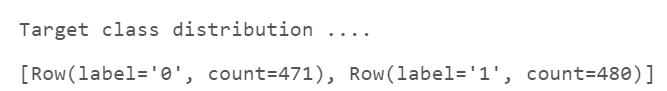 Target class distribution ....
[Row(label='0', count=471), Row(label='1', count=480)]